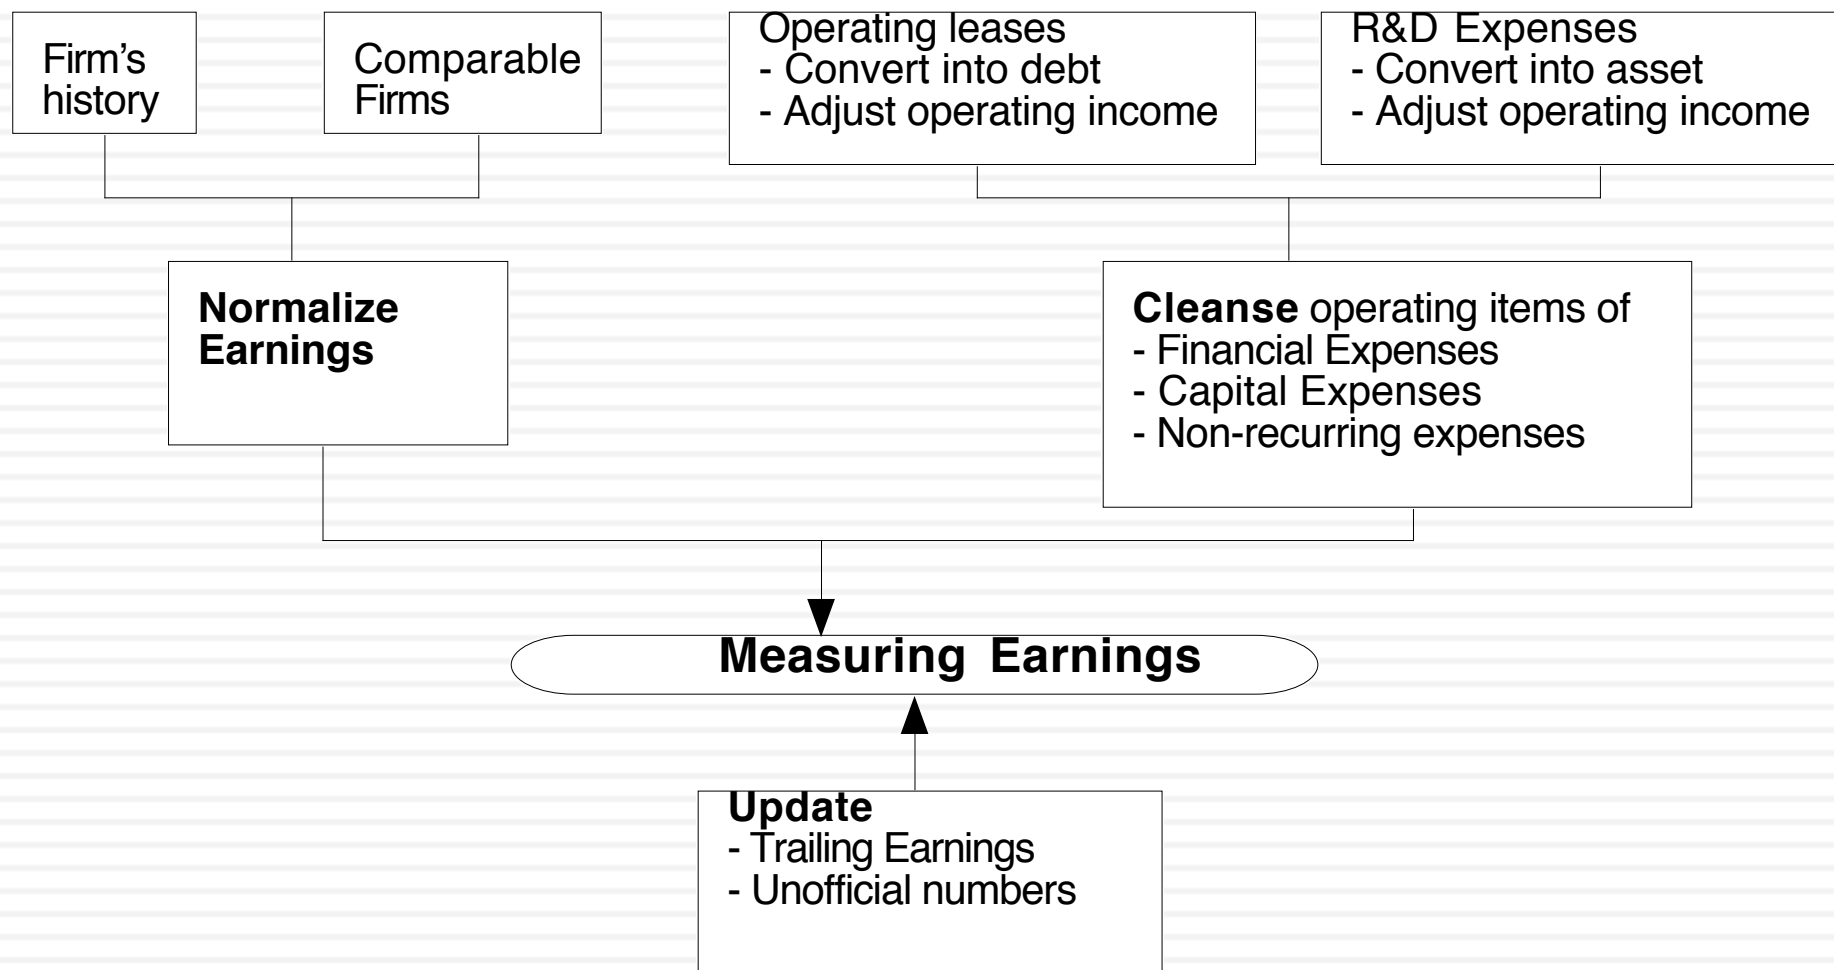 Firm’s
history
Comparable
Firms
Operating leases
- Convert into debt
- Adjust operating income
R&D Expenses
- Convert into asset
- Adjust operating income
Normalize
Earnings
Cleanse operating items of
- Financial Expenses
- Capital Expenses
- Non-recurring expenses
Measuring Earnings
Update
- Trailing Earnings
- Unofficial numbers